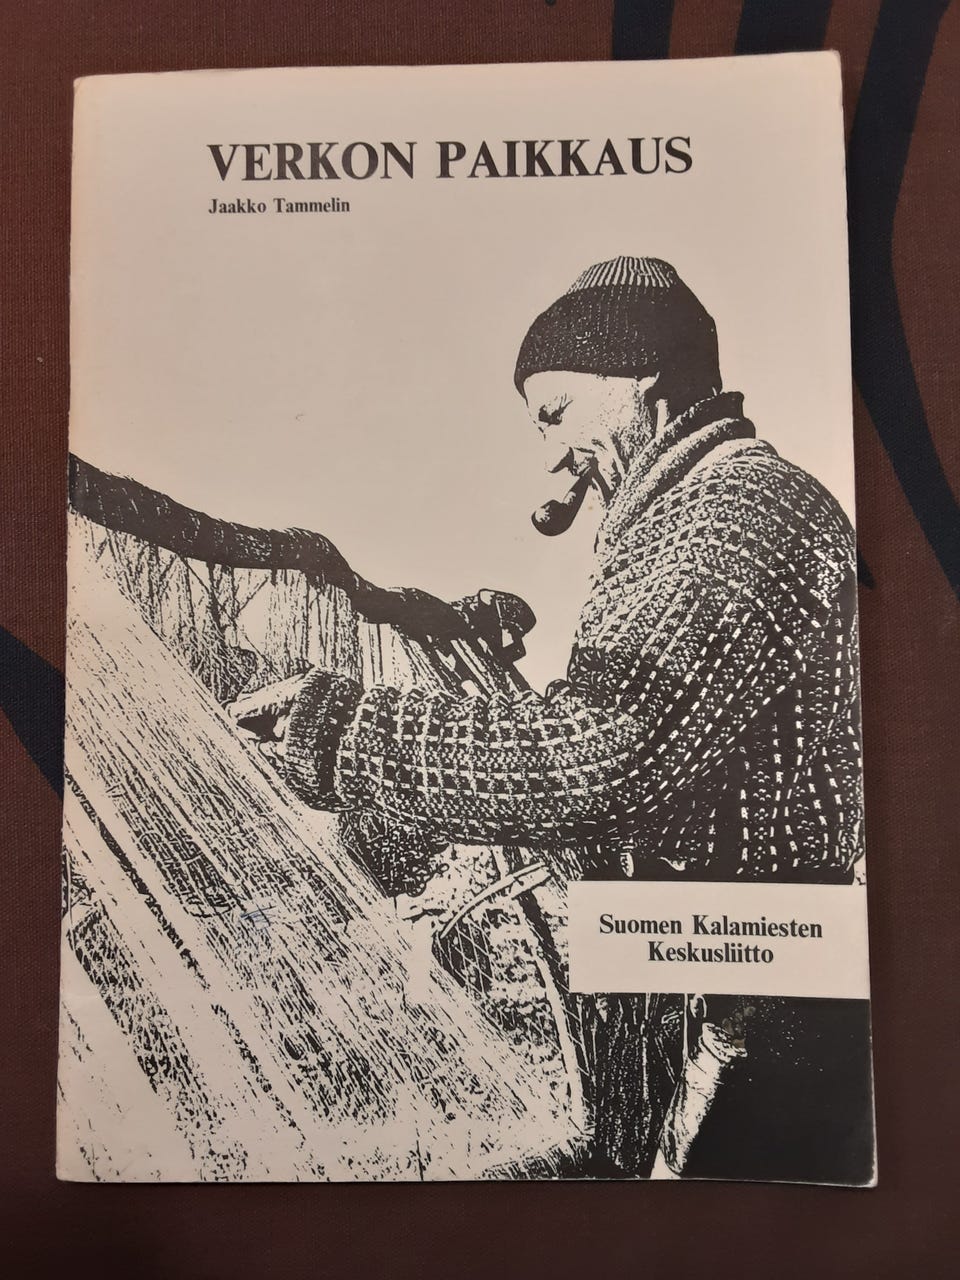 VERKON PAIKKAUS
Jaakko Tammelin
Suomen Kalamiesten
Keskusliitto